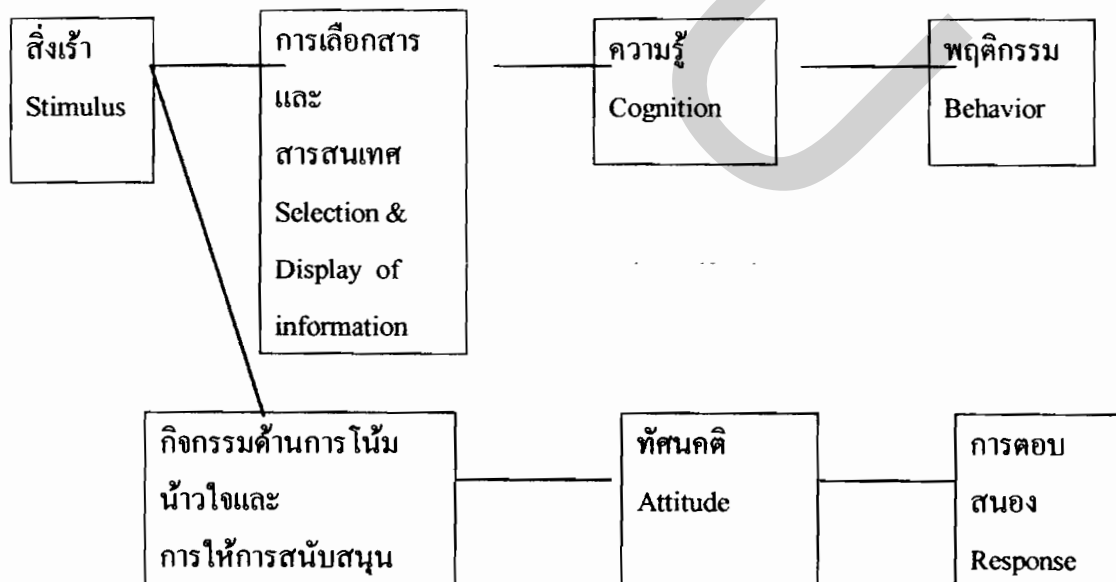 สิ่งเร้า
Stimulus
การเลือกสาร
และ
สารสนเทศ
Selection &
Display of
information
ความรู้
Cognition
พฤติกรรม
Behavior
กิจกรรมด้านการโน้ม
น้าวใจและ
การให้การสนับสนุน
ทัศนคติ
Attitude
การตอบ
สนอง
Response